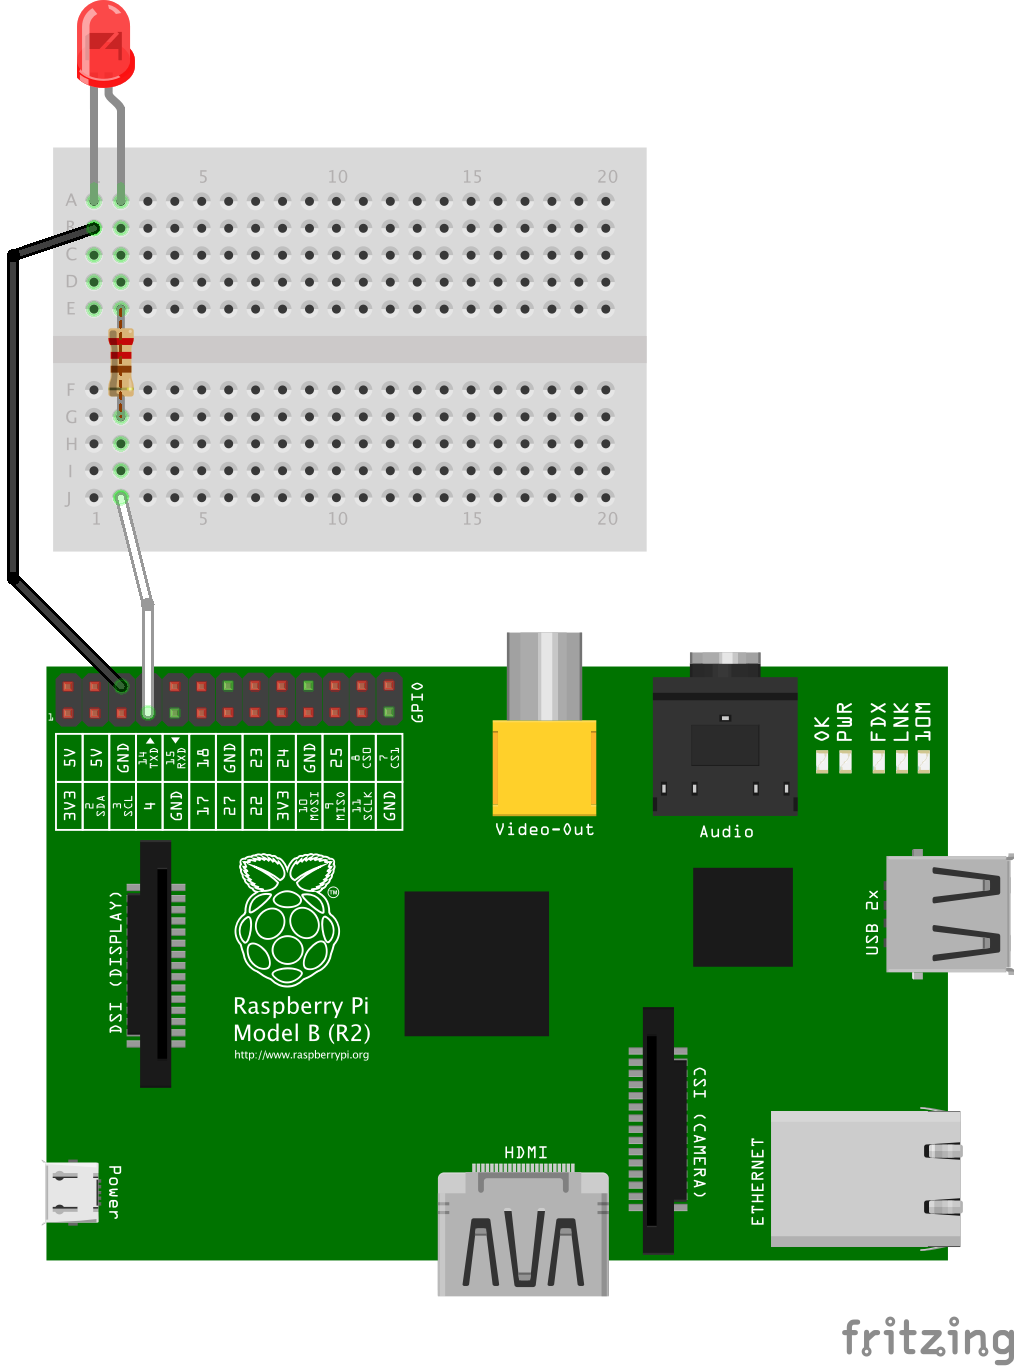 5 10 15 20
A
B
C
D
E
F
G
H
I
J
1 5 10 15 20
1
GPIO
5V 5V GND 14 TXD 15 RXD 18 GND 23 24 GND 25 8 CS0 7 CS1
3V3 2 SDA 3 SCL 4 GND 17 27 22 3V3 10 MOSI 9 MISO 11 SCLK GND
OK PWR FDX LNK 10M
Video-Out
Audio
USB 2x
DSI (DISPLAY)
TM
Raspberry Pi
Model B (R2)
http://www.raspberrypi.org
CSI (CAMERA)
Power
HDMI
ETHERNET
fritzing